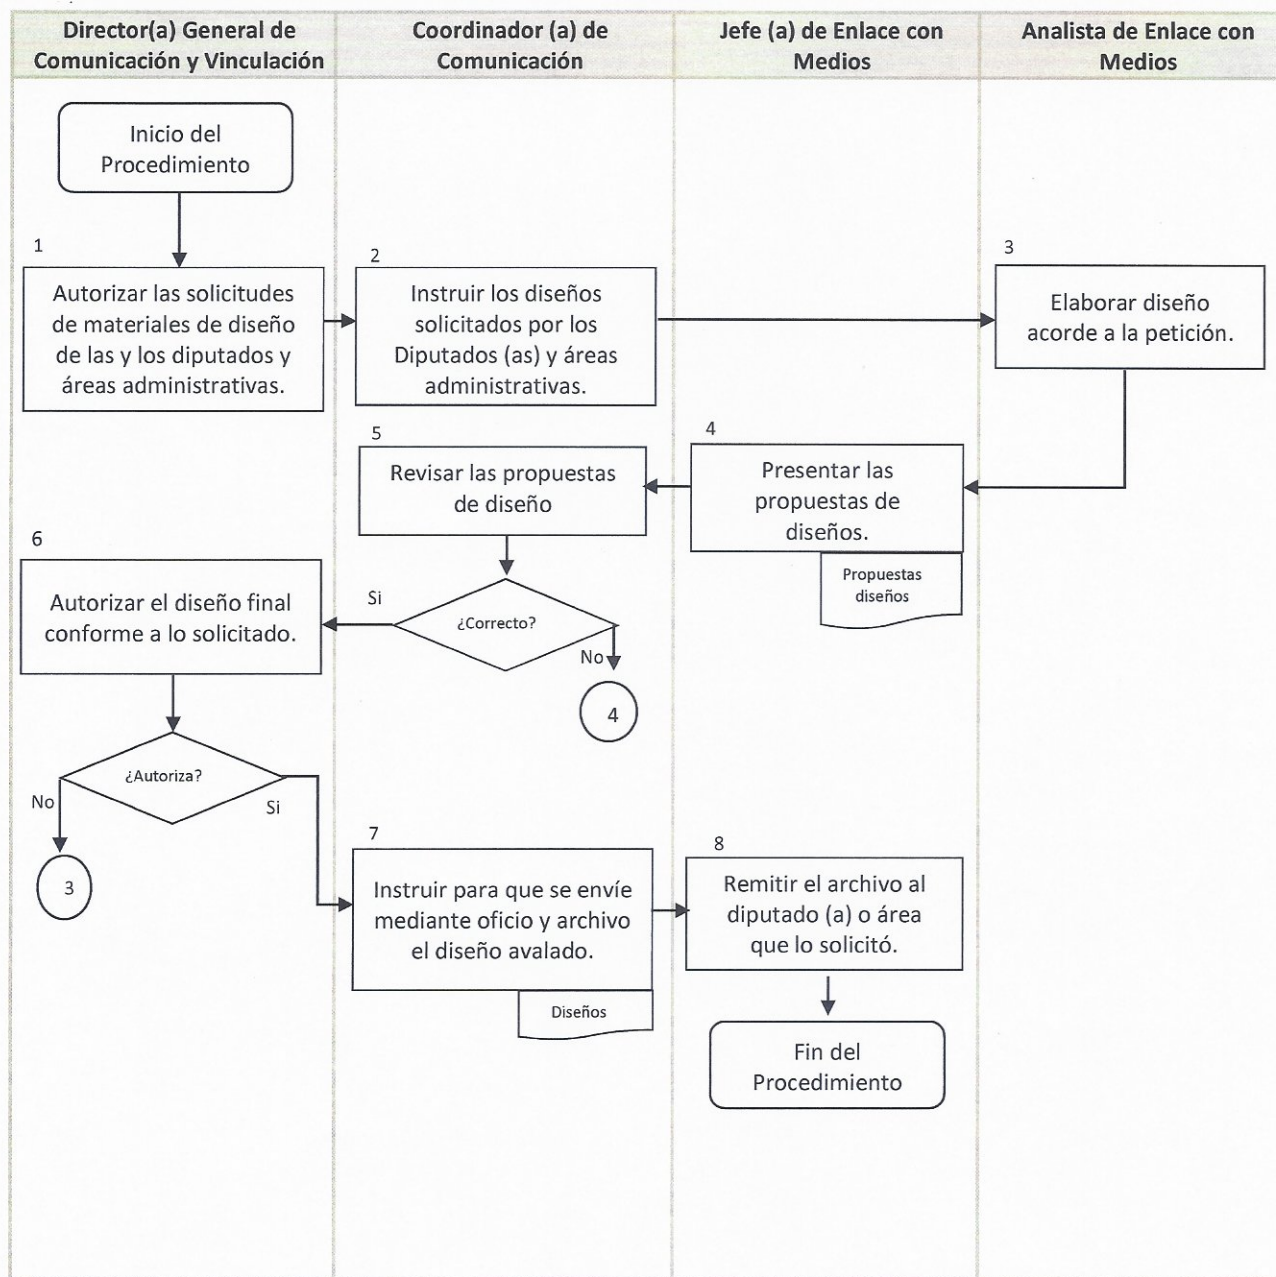 Director(a) General de
Comunicación y Vinculación
Coordinador (a) de
Comunicación
Jefe (a) de Enlace con
Medios
Analista de Enlace con
Medios
Inicio del
Procedimiento
1
Autorizar las solicitudes
de materiales de diseño
de las y los diputados y
áreas administrativas.
2
Instruir los diseños
solicitados por los
Diputados (as) y áreas
administrativas.
3
Elaborar diseño
acorde a la petición.
4
Presentar las
propuestas de
diseños.
Propuestas
diseños
5
Revisar las propuestas
de diseño
¿Correcto?
Si
No
4
6
Autorizar el diseño final
conforme a lo solicitado.
¿Autoriza?
No
Si
3
7
Instruir para que se envíe
mediante oficio y archivo
el diseño avalado.
Diseños
8
Remitir el archivo al
diputado (a) o área
que lo solicitó.
Fin del
Procedimiento